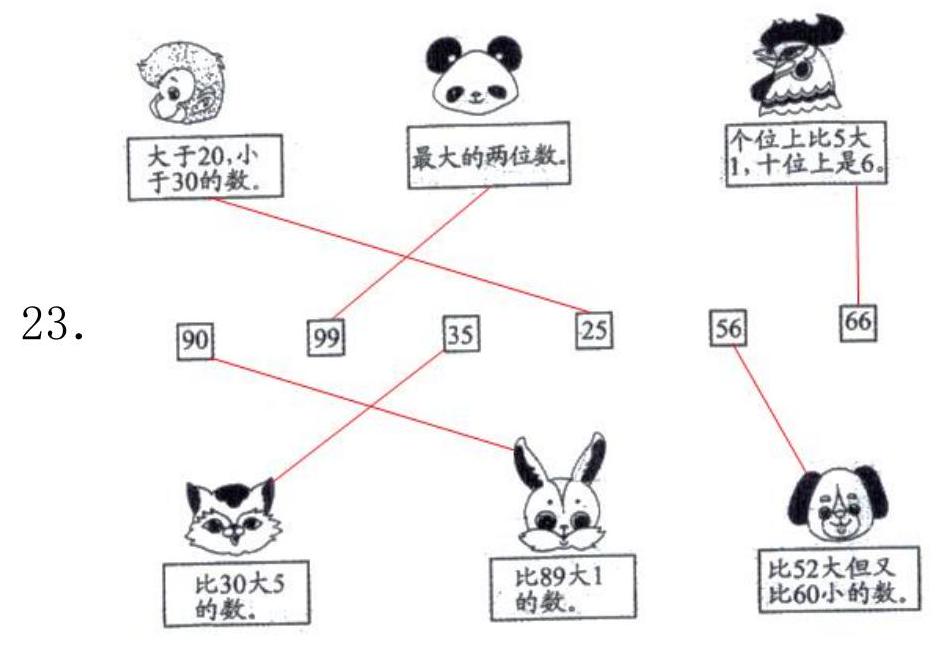 大于20,小
于30的数。
最大的两位数。
个位上比5大
1,十位上是6。
23.
90
99
35
25
56
66
比30大5
的数。
比89大1
的数。
比52大但又
比60小的数。